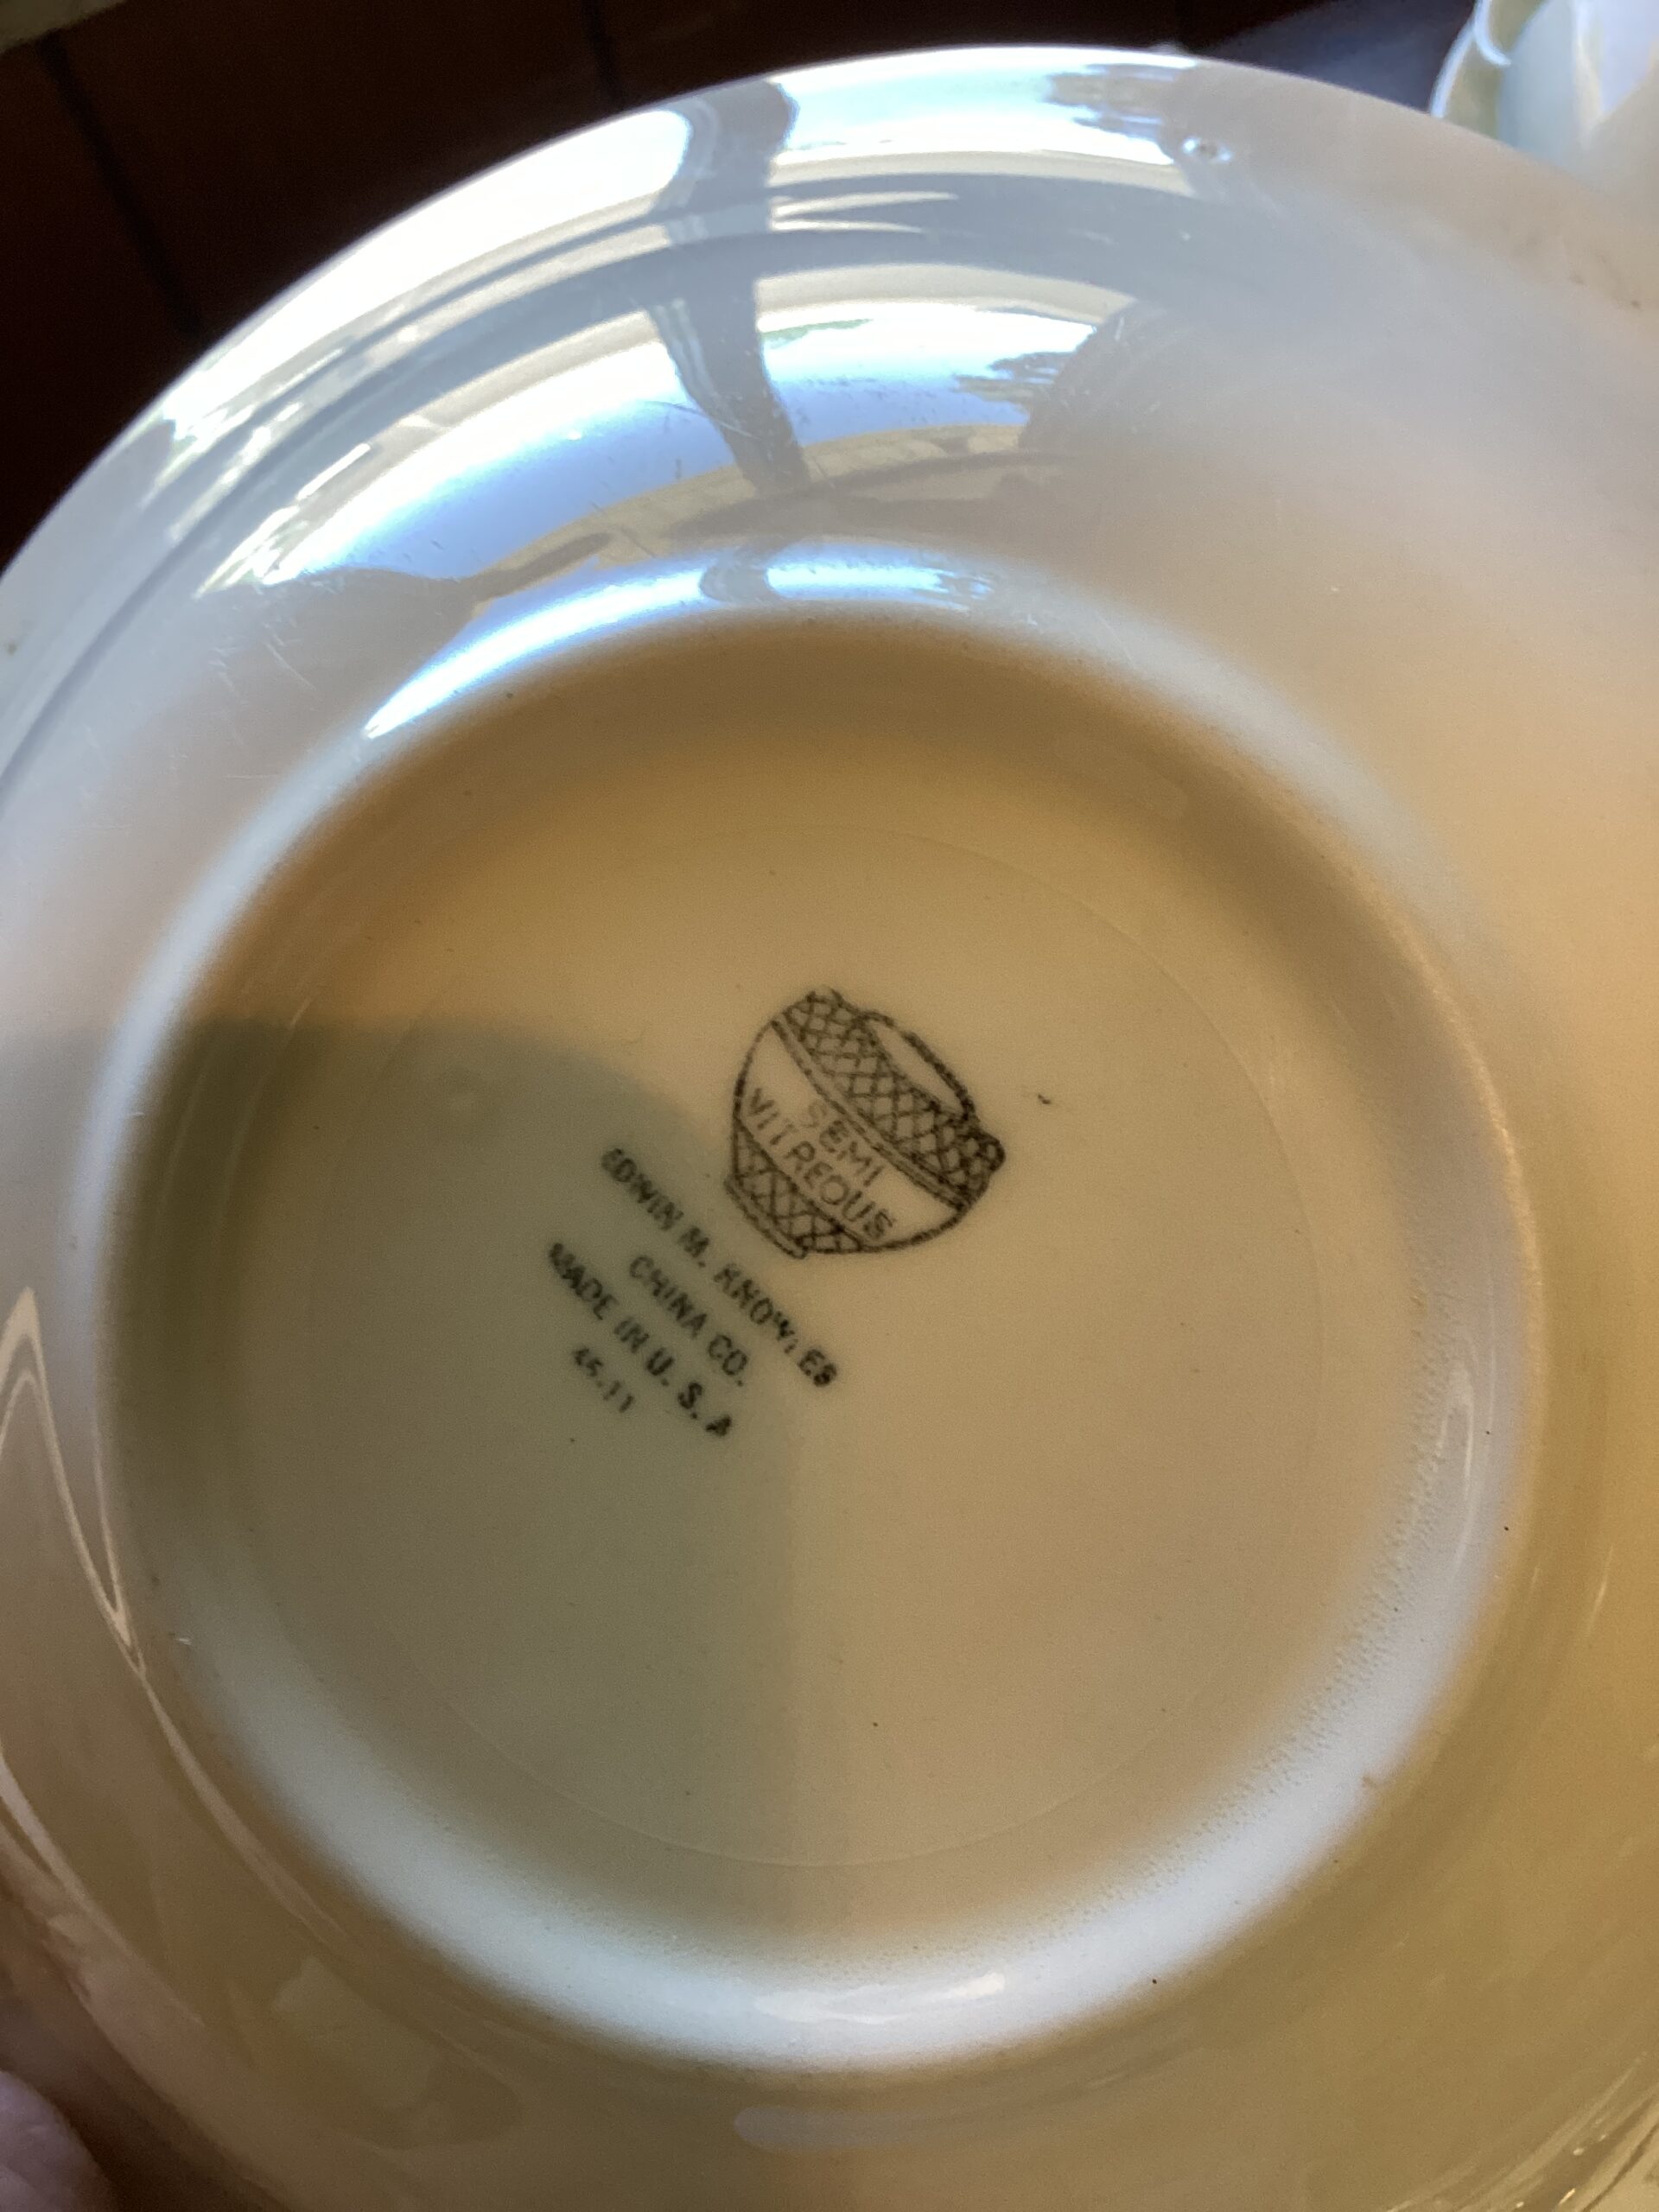 SEMI
VITREOUS
EDWIN M. KNOWLES
CHINA CO.
MADE IN U. S. A
45.11